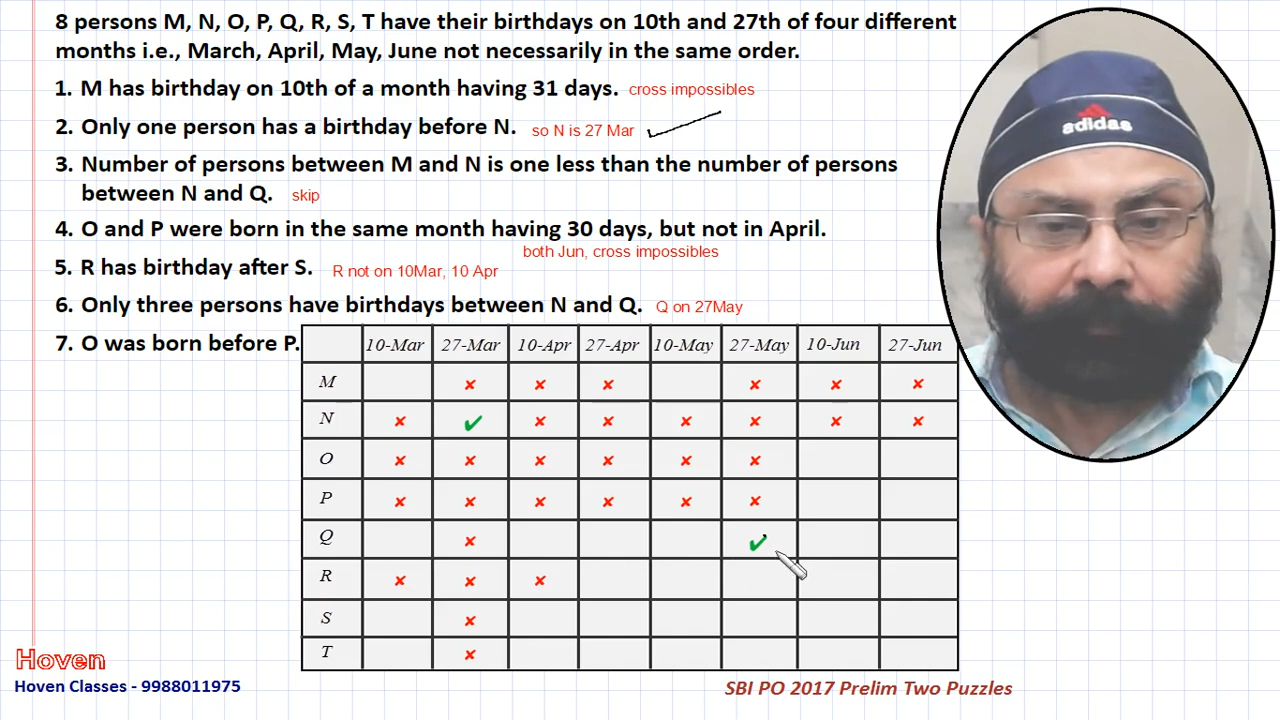 8 persons M, N, O, P, Q, R, S, T have their birthdays on 10th and 27th of four different
months i.e., March, April, May, June not necessarily in the same order.
1. M has birthday on 10th of a month having 31 days. cross impossibles
2. Only one person has a birthday before N. so N is 27 Mar
3. Number of persons between M and N is one less than the number of persons
between N and Q. skip
4. O and P were born in the same month having 30 days, but not in April.
both Jun, cross impossibles
5. R has birthday after S. R not on 10Mar, 10 Apr
6. Only three persons have birthdays between N and Q. Q on 27May
7. O was born before P.
10-Mar 27-Mar 10-Apr 27-Apr 10-May 27-May 10-Jun 27-Jun
M ✘ ✘ ✘ ✘ ✘ ✘
N ✘ ✔ ✘ ✘ ✘ ✘ ✘ ✘
O ✘ ✘ ✘ ✘ ✘ ✘
P ✘ ✘ ✘ ✘ ✘ ✘
Q ✘ ✔
R ✘ ✘ ✘
S ✘
T ✘
adidas
Hoven
Hoven Classes - 9988011975
SBI PO 2017 Prelim Two Puzzles